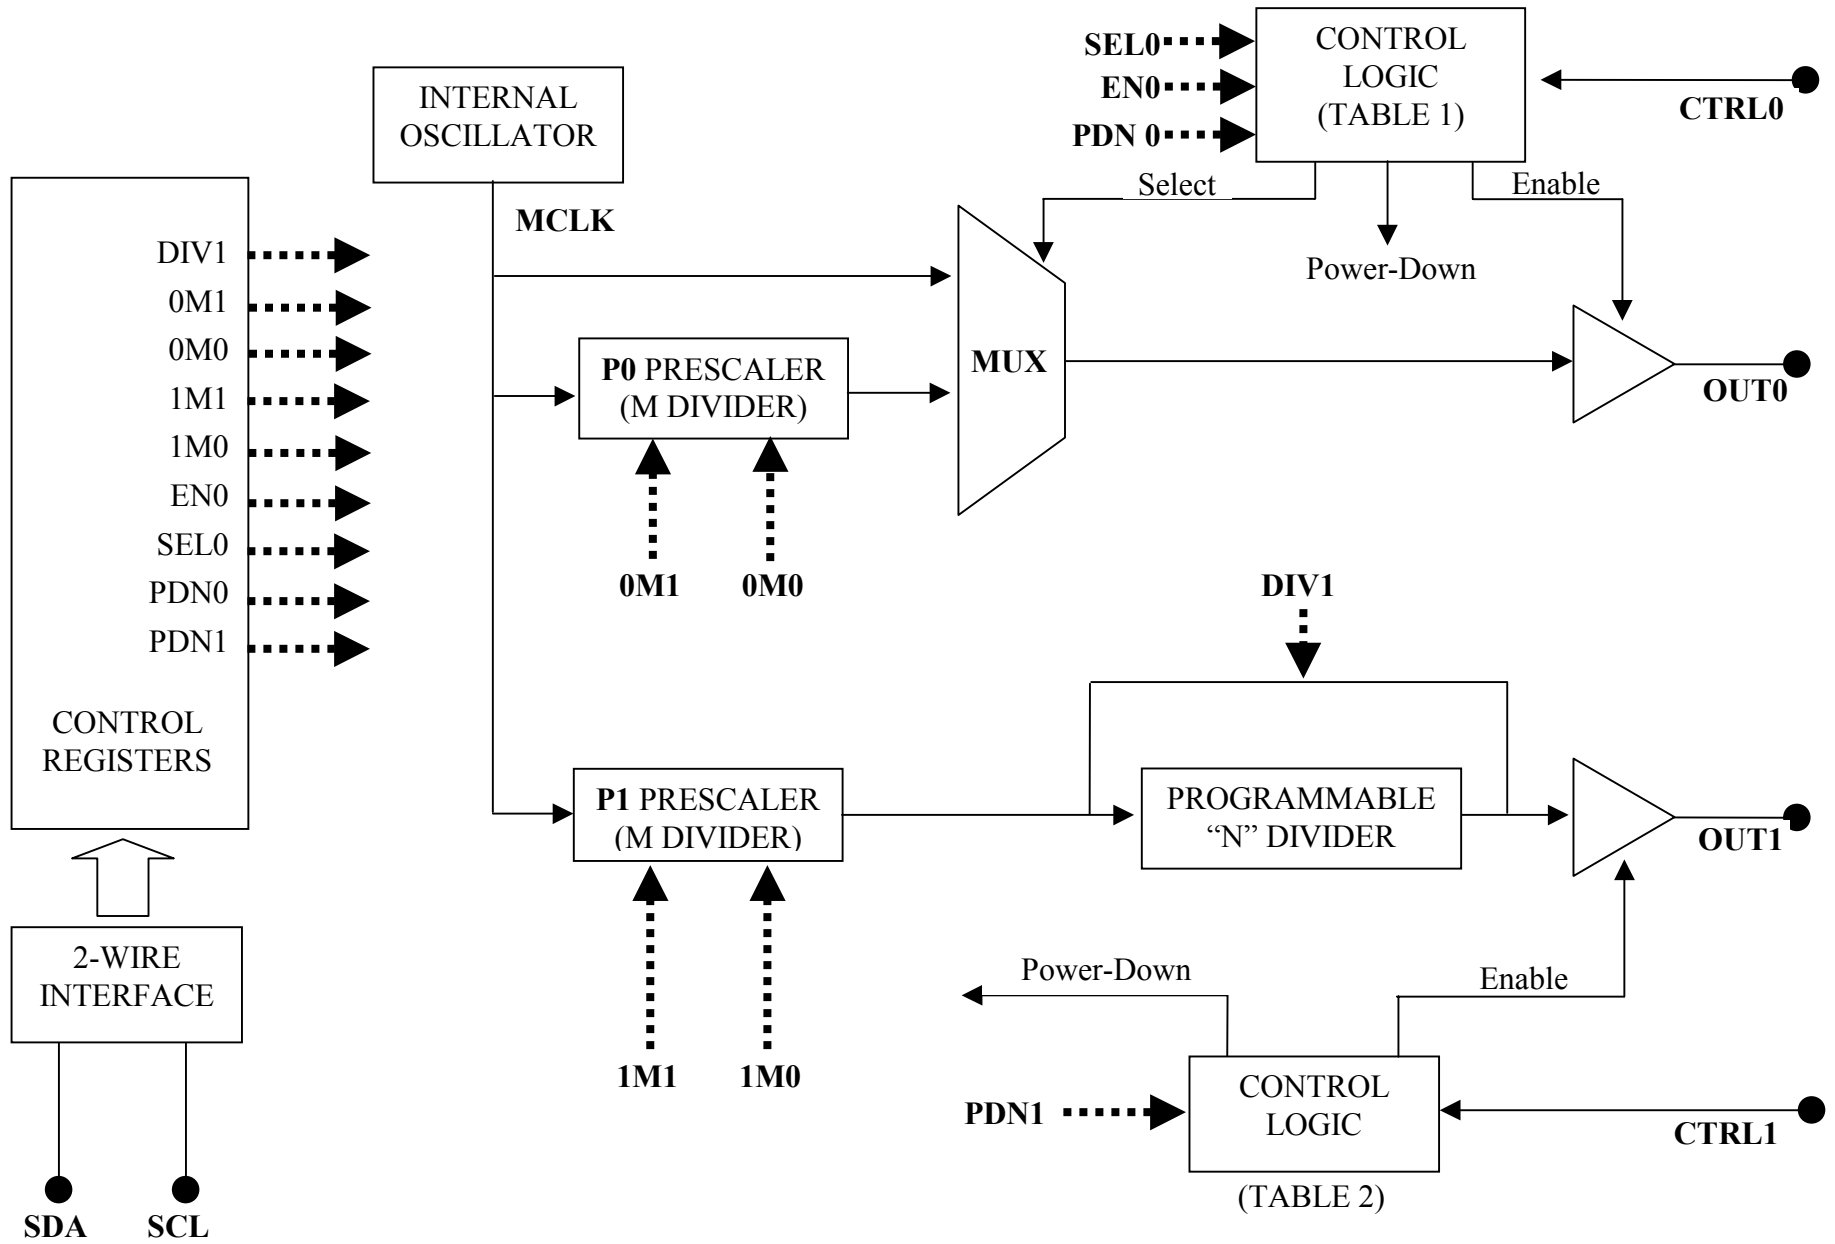 SEL0
EN0
PDN 0
CONTROL
LOGIC
(TABLE 1)
CTRL0
INTERNAL
OSCILLATOR
MCLK
Select
Enable
Power-Down
DIV1
0M1
0M0
1M1
1M0
EN0
SEL0
PDN0
PDN1
CONTROL
REGISTERS
P0 PRESCALER
(M DIVIDER)
MUX
OUT0
0M1
0M0
DIV1
P1 PRESCALER
(M DIVIDER)
PROGRAMMABLE
“N” DIVIDER
OUT1
2-WIRE
INTERFACE
1M1
1M0
Power-Down
Enable
PDN1
CONTROL
LOGIC
CTRL1
(TABLE 2)
SDA
SCL